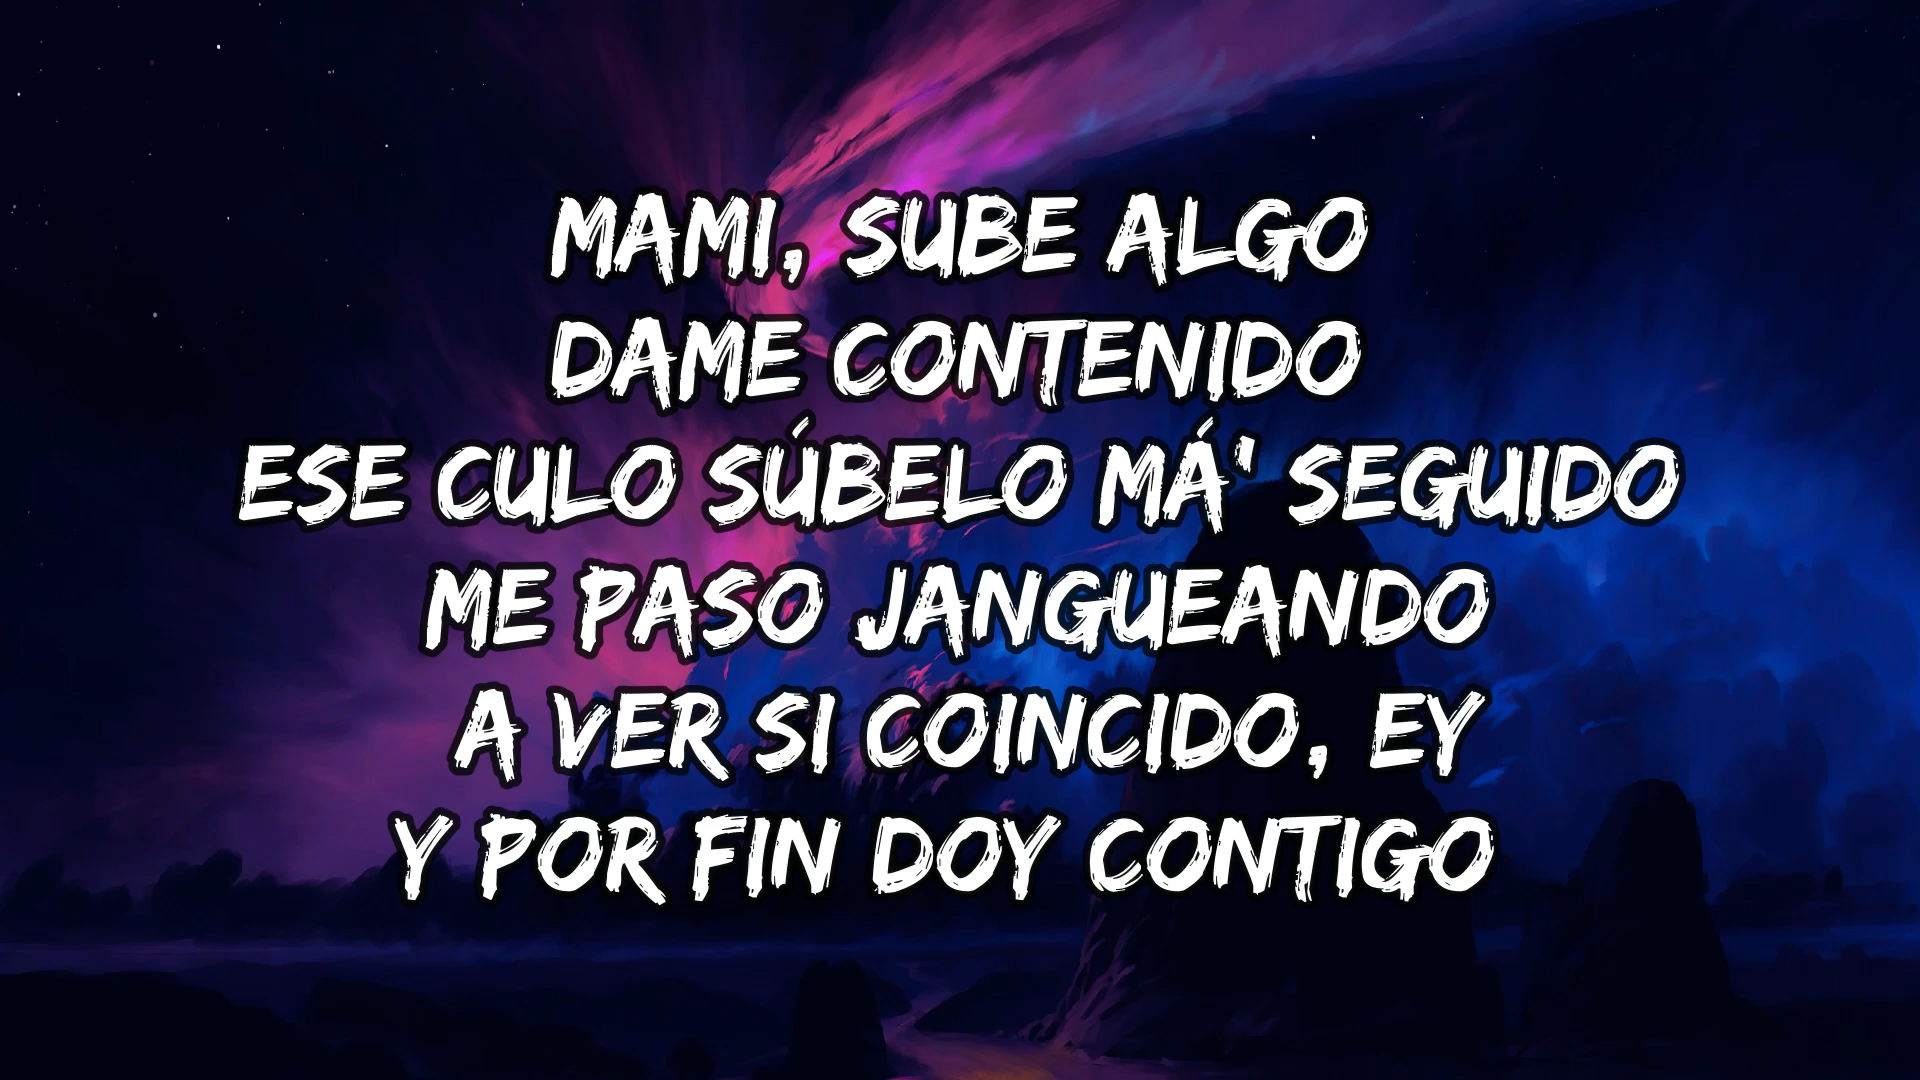 MAMI, SUBE ALGO
DAME CONTENIDO
ESE CULO SÚBELO MÁ' SEGUIDO
ME PASO JANGUEANDO
A VER SI COINCIDO, EY
Y POR FIN DOY CONTIGO